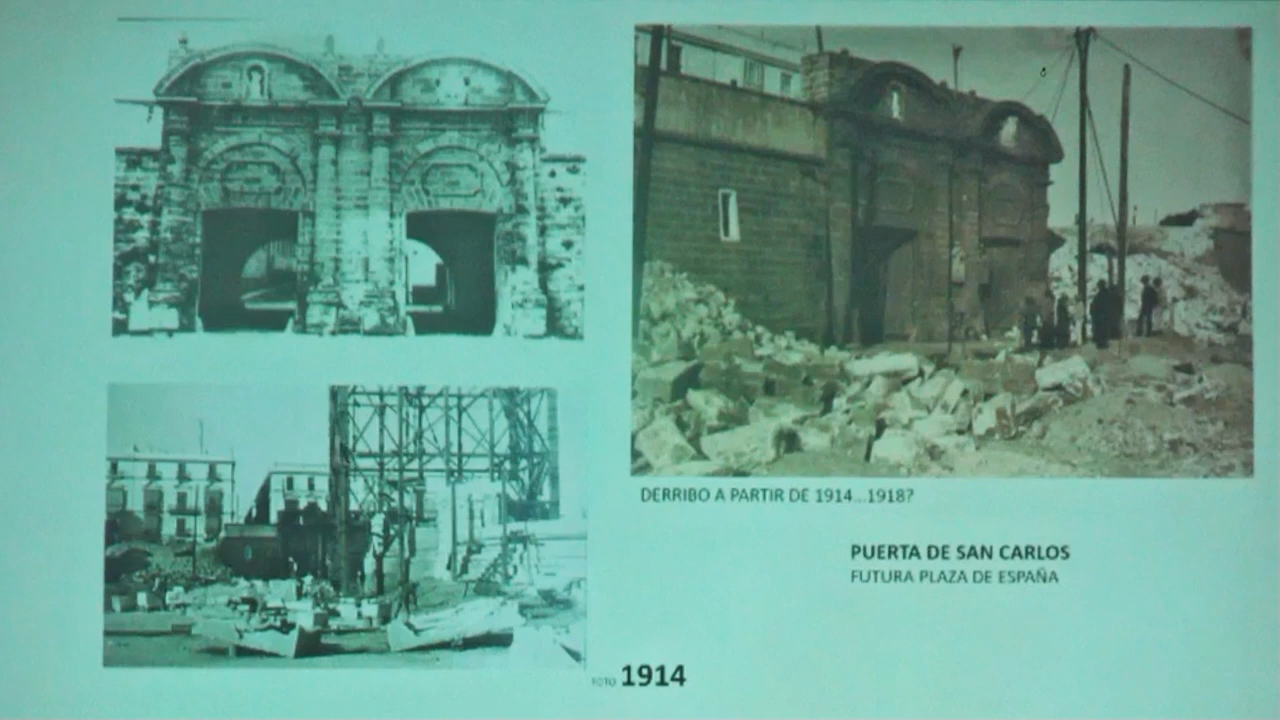 DERRIBO A PARTIR DE 1914...1918?
PUERTA DE SAN CARLOS
FUTURA PLAZA DE ESPAÑA
FOTO 1914